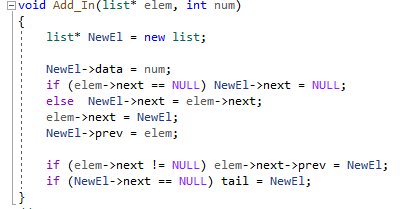 void Add_In(list* elem, int num)
{
list* NewEl = new list;
NewEl->data = num;
if (elem->next == NULL) NewEl->next = NULL;
else  NewEl->next = elem->next;
elem->next = NewEl;
NewEl->prev = elem;
if (elem->next != NULL) elem->next->prev = NewEl;
if (NewEl->next == NULL) tail = NewEl;
}